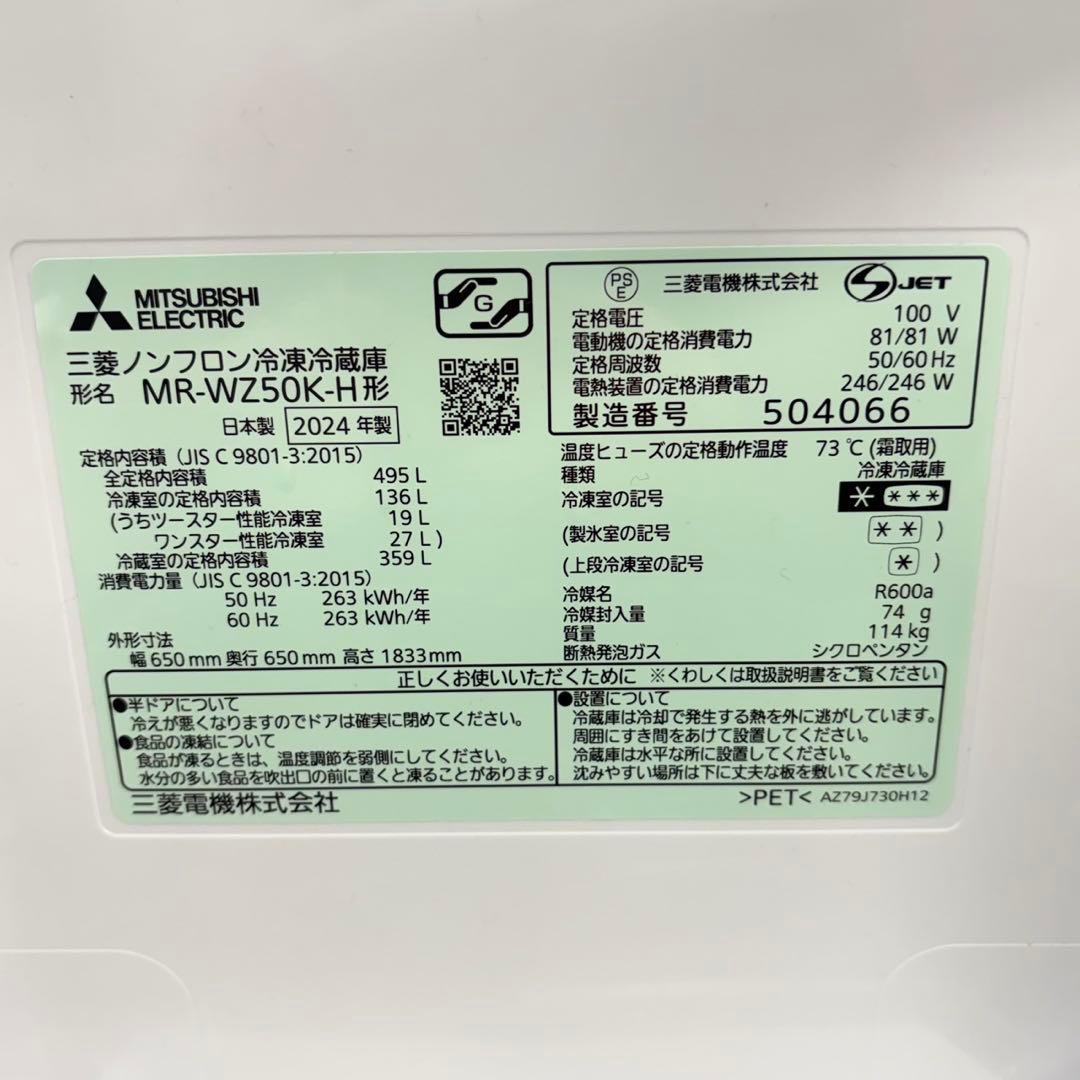 MITSUBISHI
ELECTRIC
G
三菱ノンフロン冷凍冷蔵庫
形名 MR-WZ50K-H形
日本製 2024 年製
定格内容積（JIS C 9801-3:2015）
全定格内容積 495 L
冷凍室の定格内容積 136 L
(うちツースター性能冷凍室 19 L
ワンスター性能冷凍室 27 L )
冷蔵室の定格内容積 359 L
消費電力量（JIS C 9801-3:2015）
50 Hz 263 kWh/年
60 Hz 263 kWh/年
外形寸法
幅 650 mm 奥行 650 mm 高さ 1833 mm
PS
E
三菱電機株式会社
S JET
定格電圧 100 V
電動機の定格消費電力 81/81 W
定格周波数 50/60 Hz
電熱装置の定格消費電力 246/246 W
製造番号 504066
温度ヒューズの定格動作温度 73 ℃ (霜取用)
種類 冷凍冷蔵庫
冷凍室の記号 * ***
(製氷室の記号 ** )
(上段冷凍室の記号 * )
冷媒名 R600a
冷媒封入量 74 g
質量 114 kg
断熱発泡ガス シクロペンタン
正しくお使いいただくために ※くわしくは取扱説明書をご覧ください
●半ドアについて
冷えが悪くなりますのでドアは確実に閉めてください。
●食品の凍結について
食品が凍るときは、温度調節を弱側にしてください。
水分の多い食品を吹出口の前に置くと凍ることがあります。
●設置について
冷蔵庫は冷却で発生する熱を外に逃がしています。
周囲にすき間をあけて設置してください。
冷蔵庫は水平な所に設置してください。
沈みやすい場所は下に丈夫な板を敷いてください。
三菱電機株式会社
>PET< AZ79J730H12